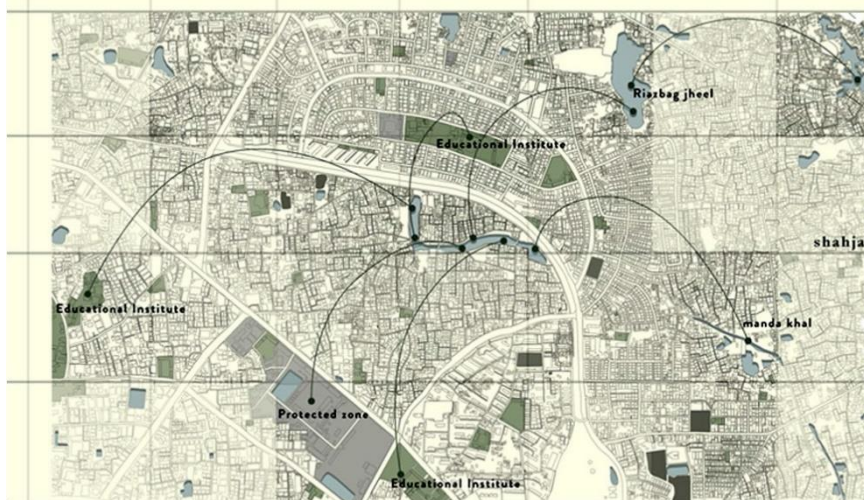 Riazbag jheel
Educational Institute
shahja
manda khal
Educational Institute
Protected zone
Educational Institute